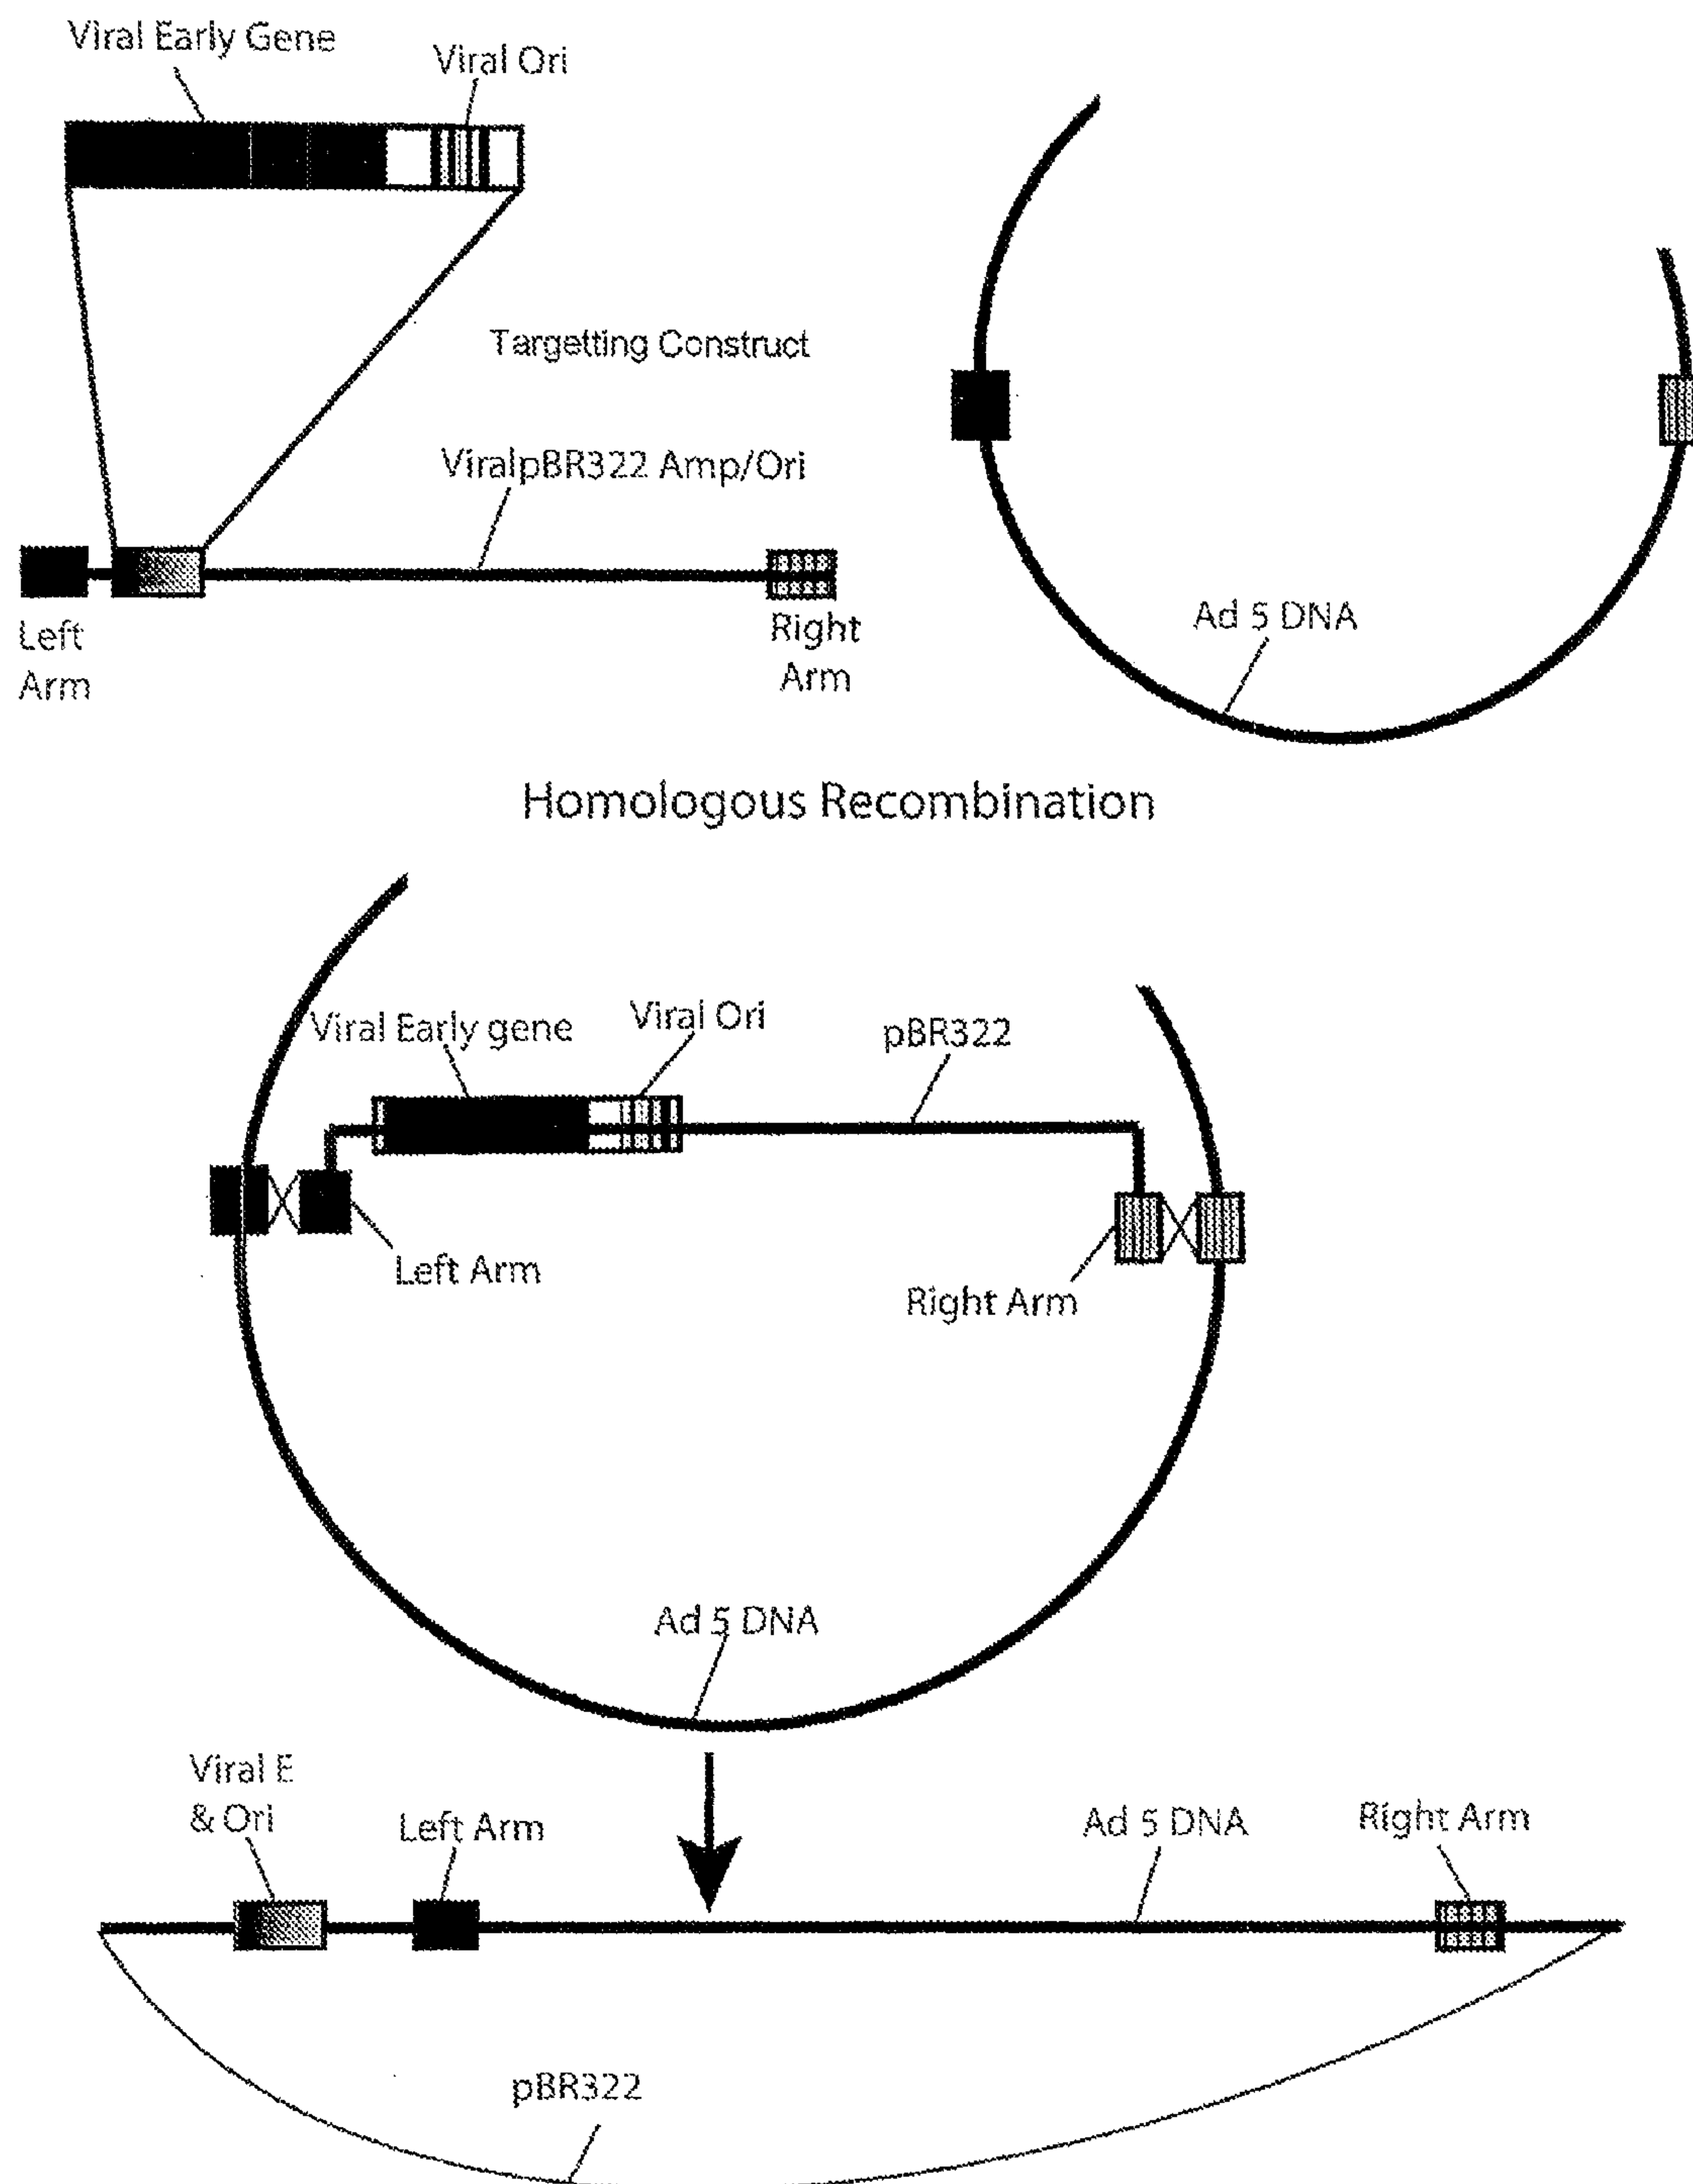 Viral Early Gene
Viral Ori
Targetting Construct
ViralpBR322 Amp/Ori
Left
Arm
Right
Arm
Ad 5 DNA
Homologous Recombination
Viral Early gene
Viral Ori
pBR322
Left Arm
Right Arm
Ad 5 DNA
Viral E
& Ori
Left Arm
Ad 5 DNA
Right Arm
pBR322